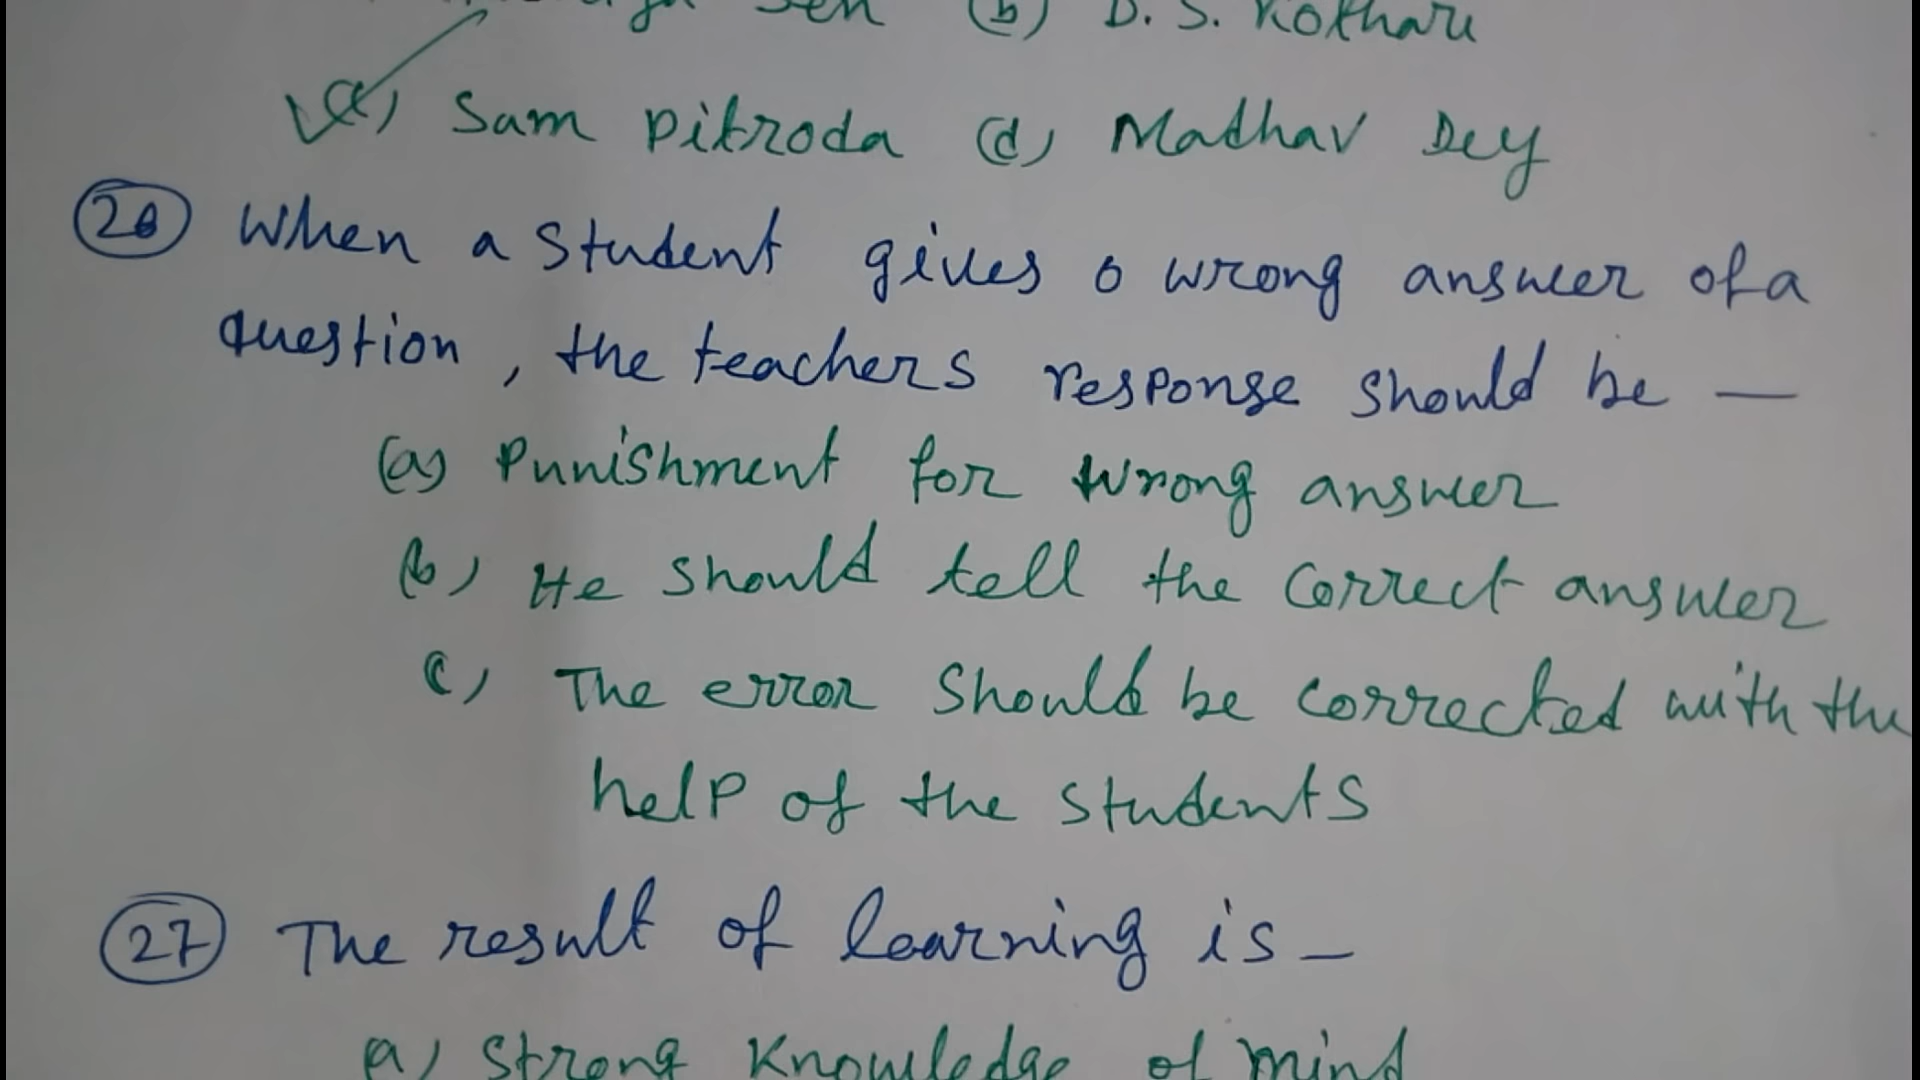 Sen (b) D. S. Kothari
(c) Sam Pitroda (d) Madhav Dey
26 When a Student gives a wrong answer of a
question, the teachers response should be —
(a) Punishment for wrong answer
(b) He should tell the correct answer
c) The error should be corrected with the
help of the students
27 The result of learning is -
a) Strong Knowledge of mind